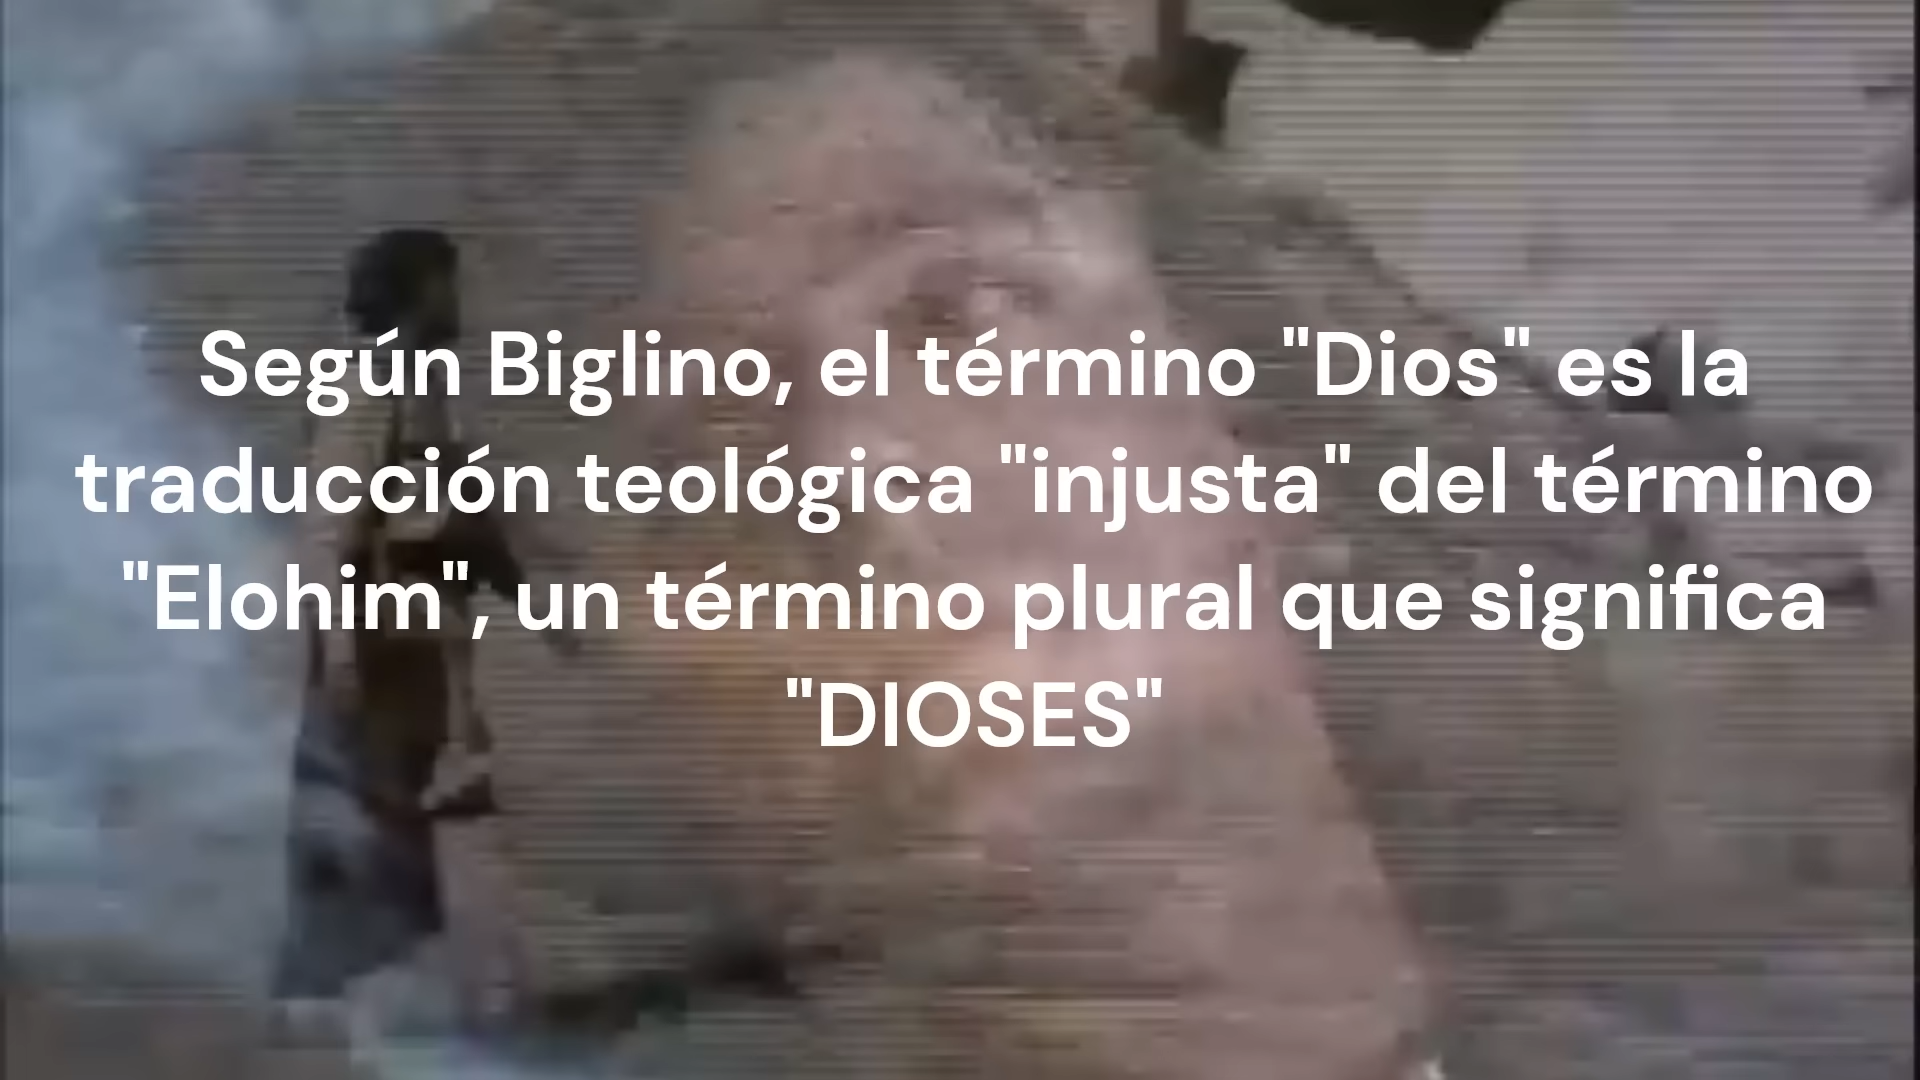 Según Biglino, el término "Dios" es la
traducción teológica "injusta" del término
"Elohim", un término plural que significa
"DIOSES"